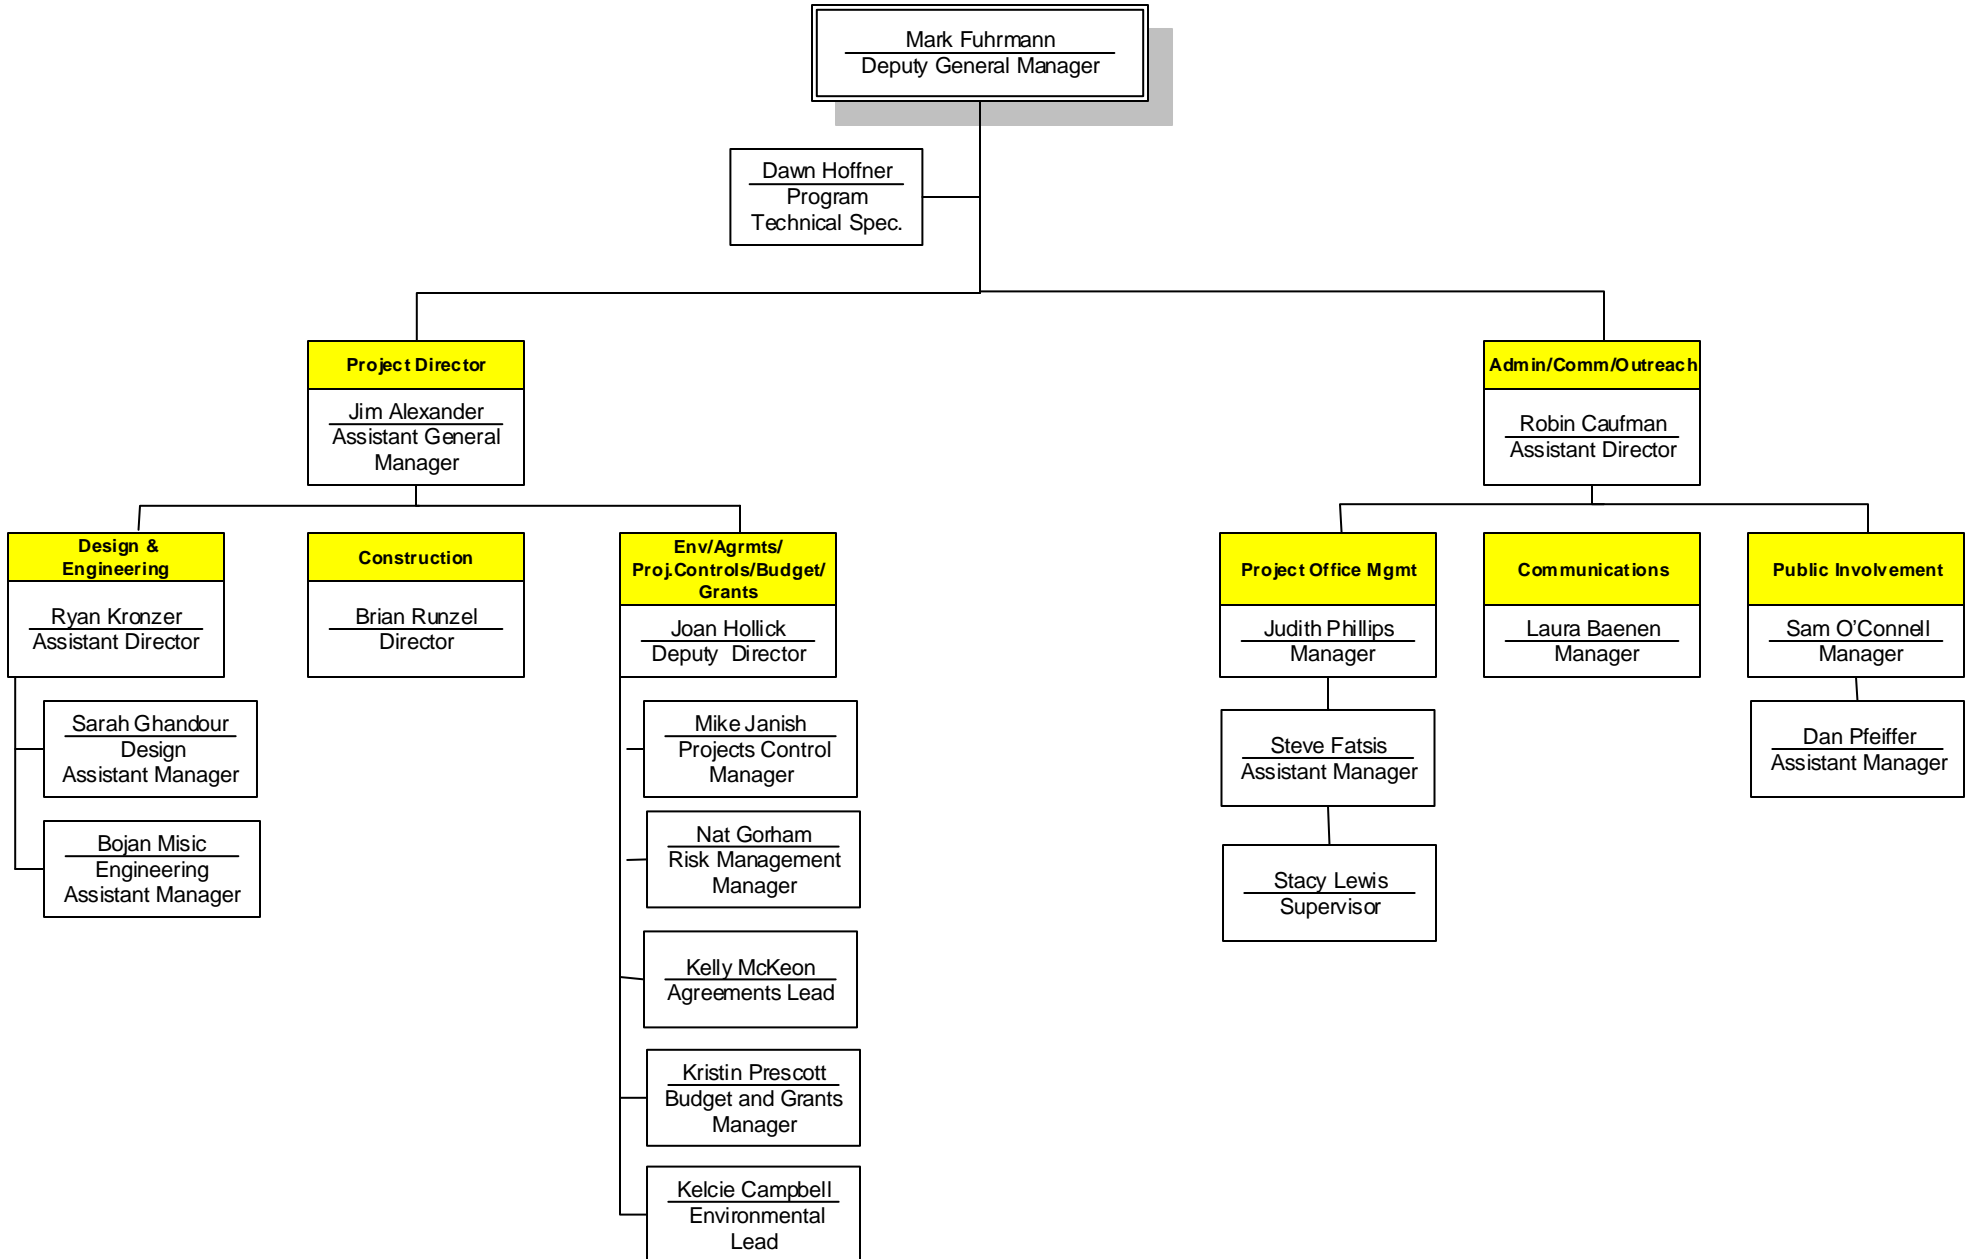 Mark Fuhrmann
Deputy General Manager
Dawn Hoffner
Program
Technical Spec.
Project Director
Jim Alexander
Assistant General
Manager
Admin/Comm/Outreach
Robin Caufman
Assistant Director
Design &
Engineering
Ryan Kronzer
Assistant Director
Sarah Ghandour
Design
Assistant Manager
Bojan Misic
Engineering
Assistant Manager
Construction
Brian Runzel
Director
Env/Agrmts/
Proj.Controls/Budget/
Grants
Joan Hollick
Deputy Director
Mike Janish
Projects Control
Manager
Nat Gorham
Risk Management
Manager
Kelly McKeon
Agreements Lead
Kristin Prescott
Budget and Grants
Manager
Kelcie Campbell
Environmental
Lead
Project Office Mgmt
Judith Phillips
Manager
Steve Fatsis
Assistant Manager
Stacy Lewis
Supervisor
Communications
Laura Baenen
Manager
Public Involvement
Sam O'Connell
Manager
Dan Pfeiffer
Assistant Manager